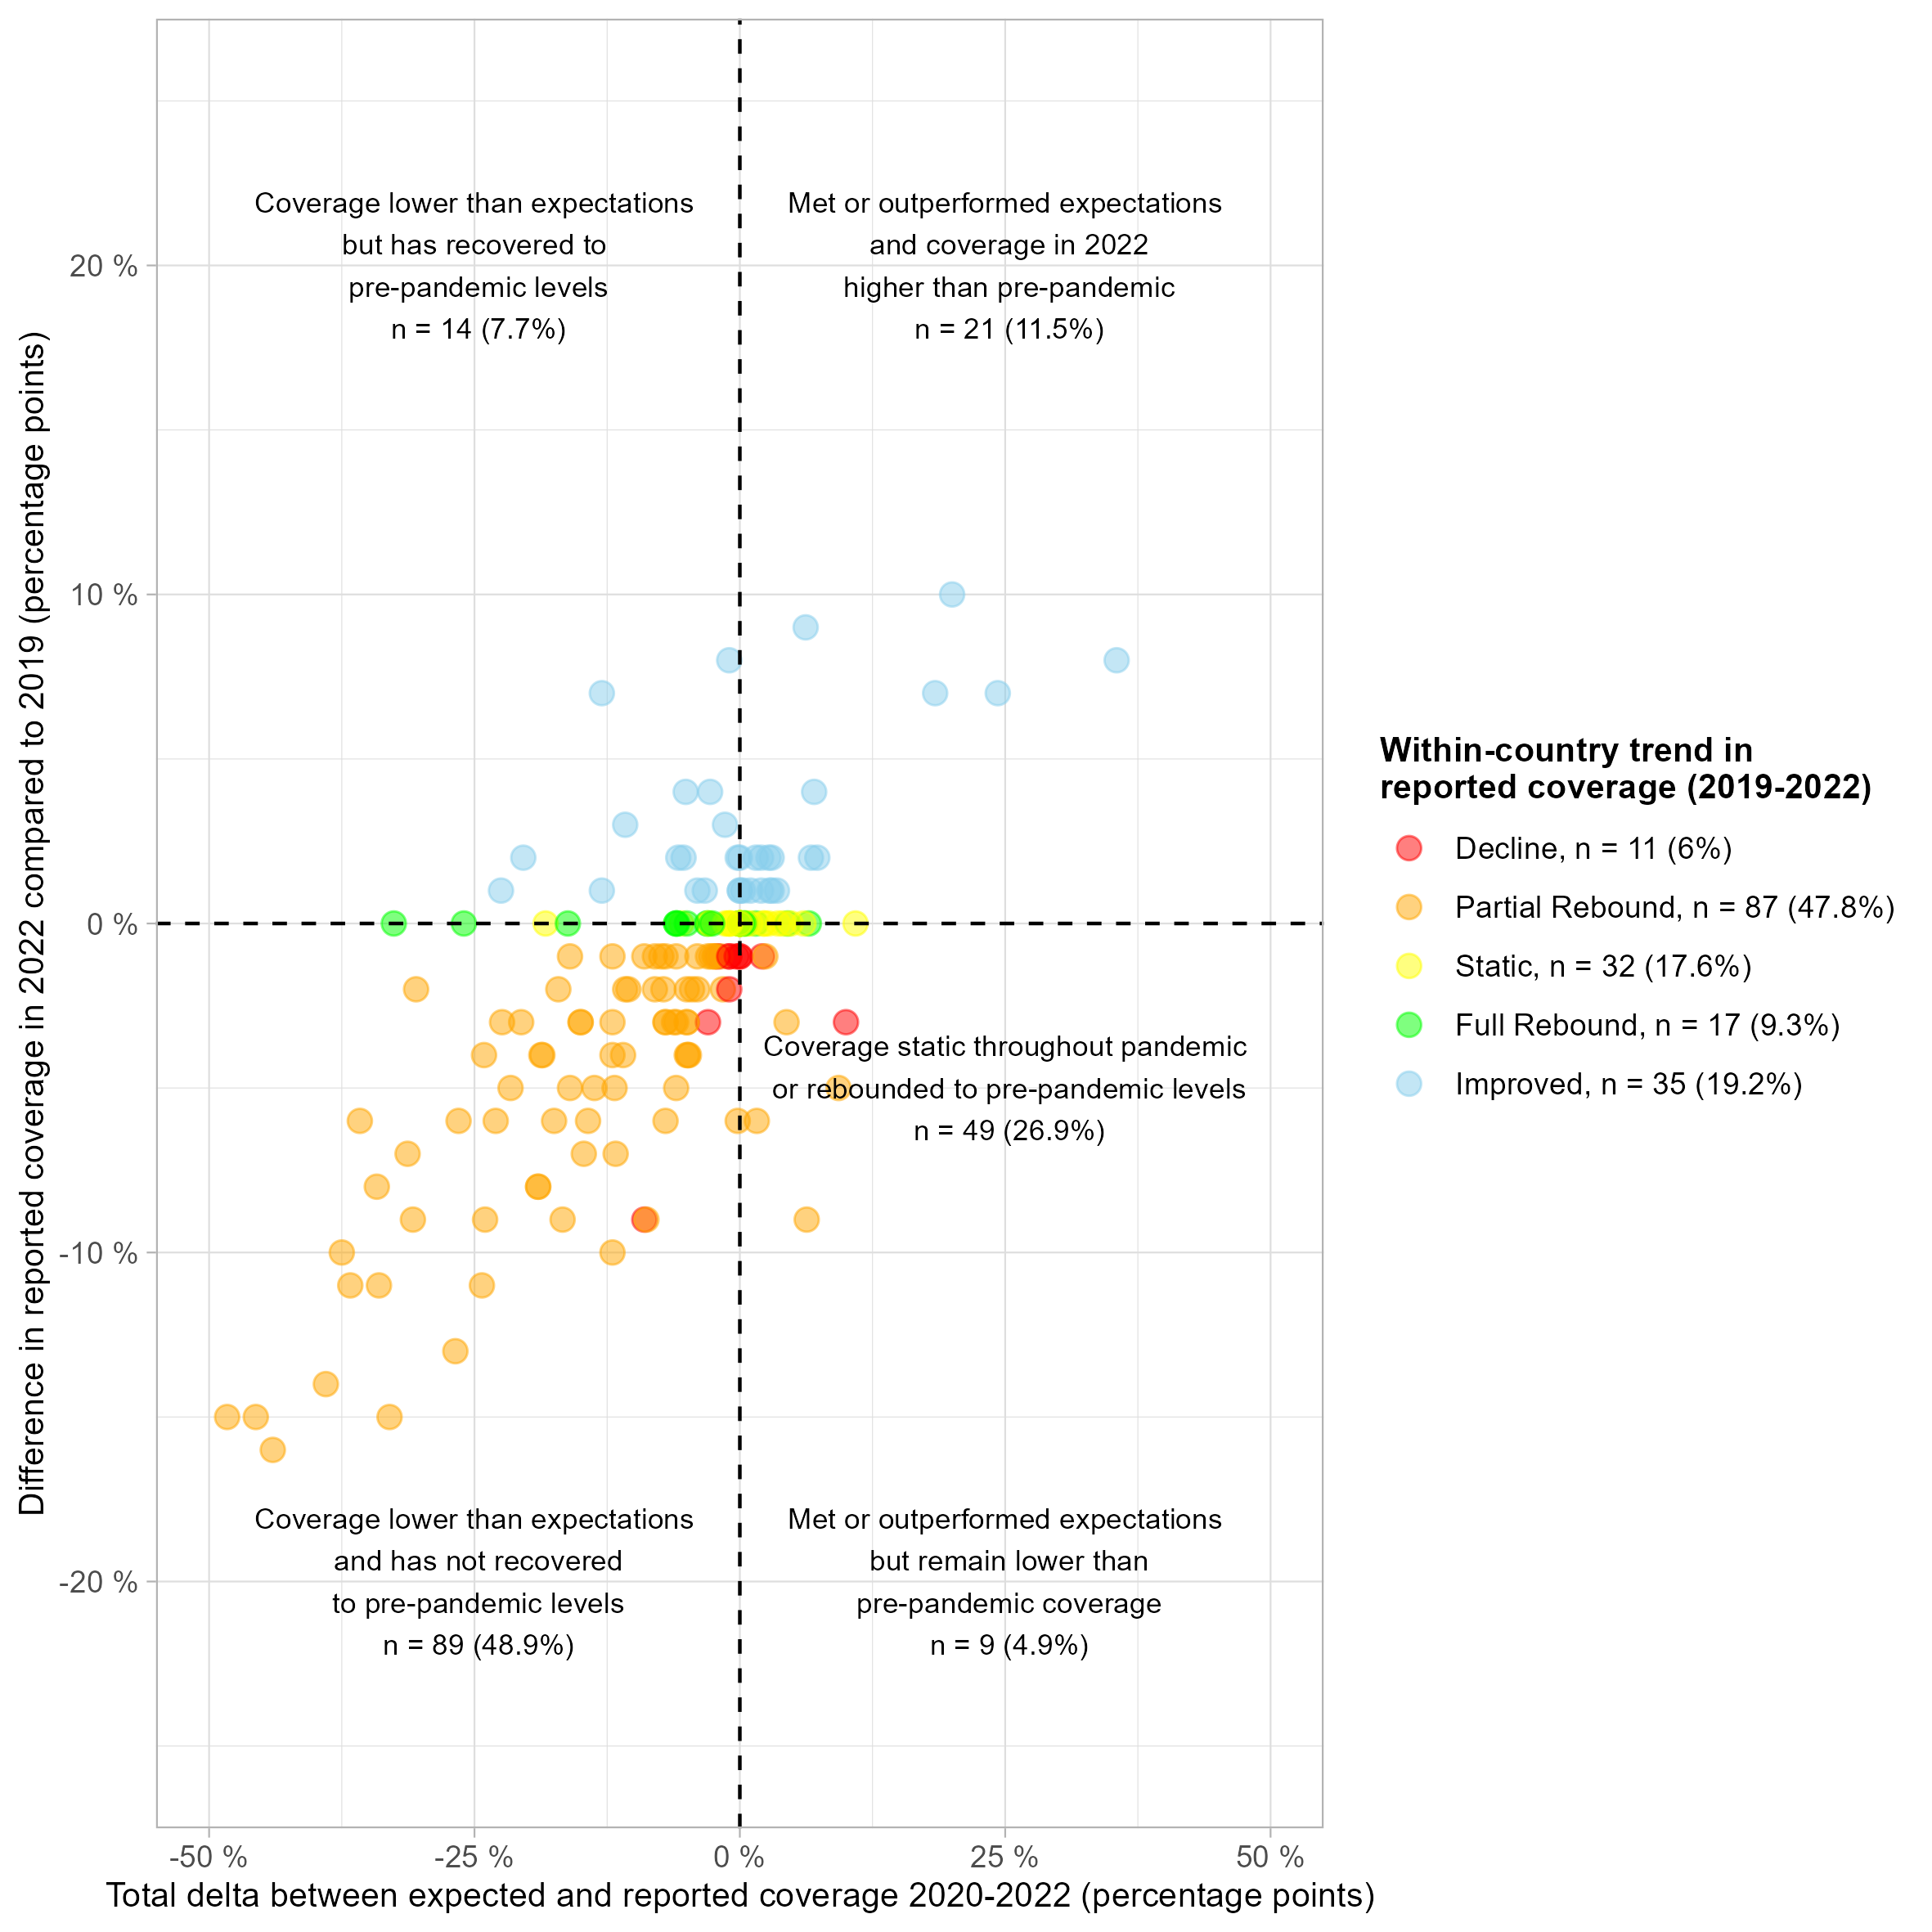 Coverage lower than expectations
but has recovered to
pre-pandemic levels
n = 14 (7.7%)
Met or outperformed expectations
and coverage in 2022
higher than pre-pandemic
n = 21 (11.5%)
Coverage static throughout pandemic
or rebounded to pre-pandemic levels
n = 49 (26.9%)
Coverage lower than expectations
and has not recovered
to pre-pandemic levels
n = 89 (48.9%)
Met or outperformed expectations
but remain lower than
pre-pandemic coverage
n = 9 (4.9%)
20 %
10 %
0 %
-10 %
-20 %
Difference in reported coverage in 2022 compared to 2019 (percentage points)
-50 %
-25 %
0 %
25 %
50 %
Total delta between expected and reported coverage 2020-2022 (percentage points)
Within-country trend in
reported coverage (2019-2022)
Decline, n = 11 (6%)
Partial Rebound, n = 87 (47.8%)
Static, n = 32 (17.6%)
Full Rebound, n = 17 (9.3%)
Improved, n = 35 (19.2%)